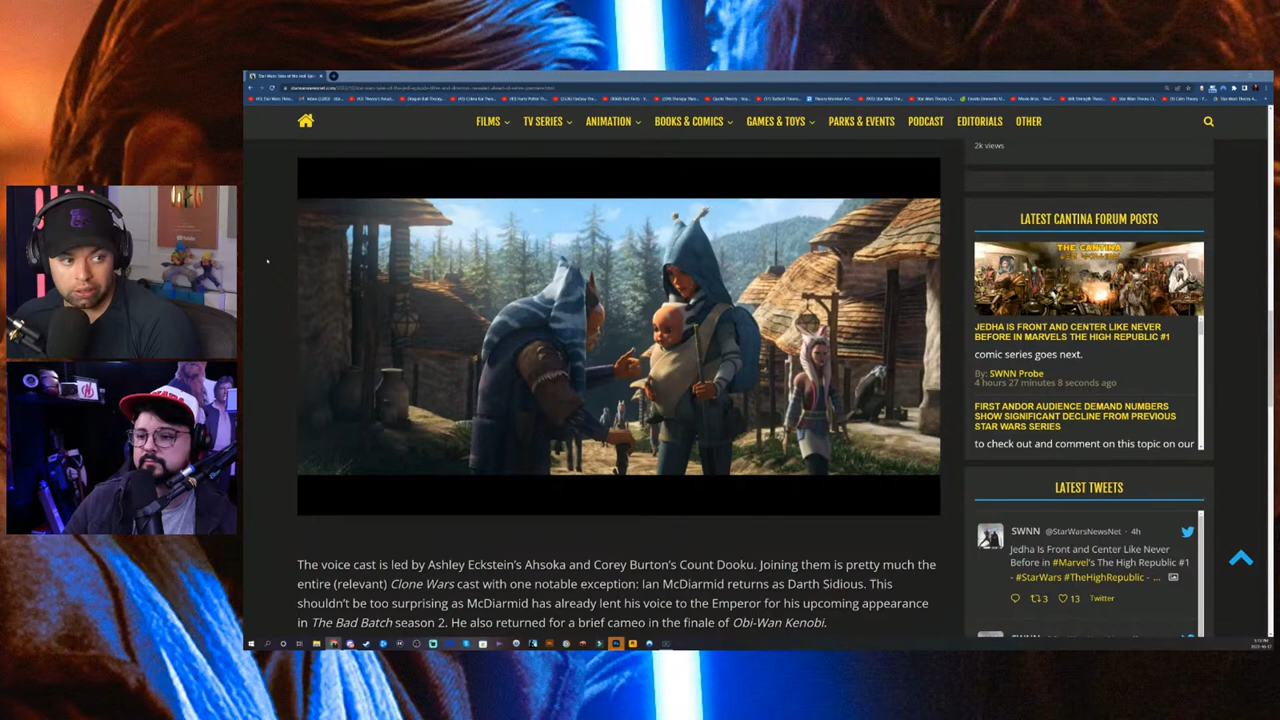 FILMS TV SERIES ANIMATION BOOKS & COMICS GAMES & TOYS PARKS & EVENTS PODCAST EDITORIALS OTHER
2k views
LATEST CANTINA FORUM POSTS
THE CANTINA
JEDHA IS FRONT AND CENTER LIKE NEVER
BEFORE IN MARVELS THE HIGH REPUBLIC #1
comic series goes next.
By: SWNN Probe
4 hours 27 minutes 8 seconds ago
FIRST ANDOR AUDIENCE DEMAND NUMBERS
SHOW SIGNIFICANT DECLINE FROM PREVIOUS
STAR WARS SERIES
to check out and comment on this topic on our
LATEST TWEETS
SWNN @StarWarsNewsNet · 4h
Jedha Is Front and Center Like Never
Before in #Marvel's The High Republic #1
- #StarWars #TheHighRepublic - ...
3 13 Twitter
SWNN @StarWarsNewsNet
The voice cast is led by Ashley Eckstein's Ahsoka and Corey Burton's Count Dooku. Joining them is pretty much the
entire (relevant) Clone Wars cast with one notable exception: Ian McDiarmid returns as Darth Sidious. This
shouldn't be too surprising as McDiarmid has already lent his voice to the Emperor for his upcoming appearance
in The Bad Batch season 2. He also returned for a brief cameo in the finale of Obi-Wan Kenobi.